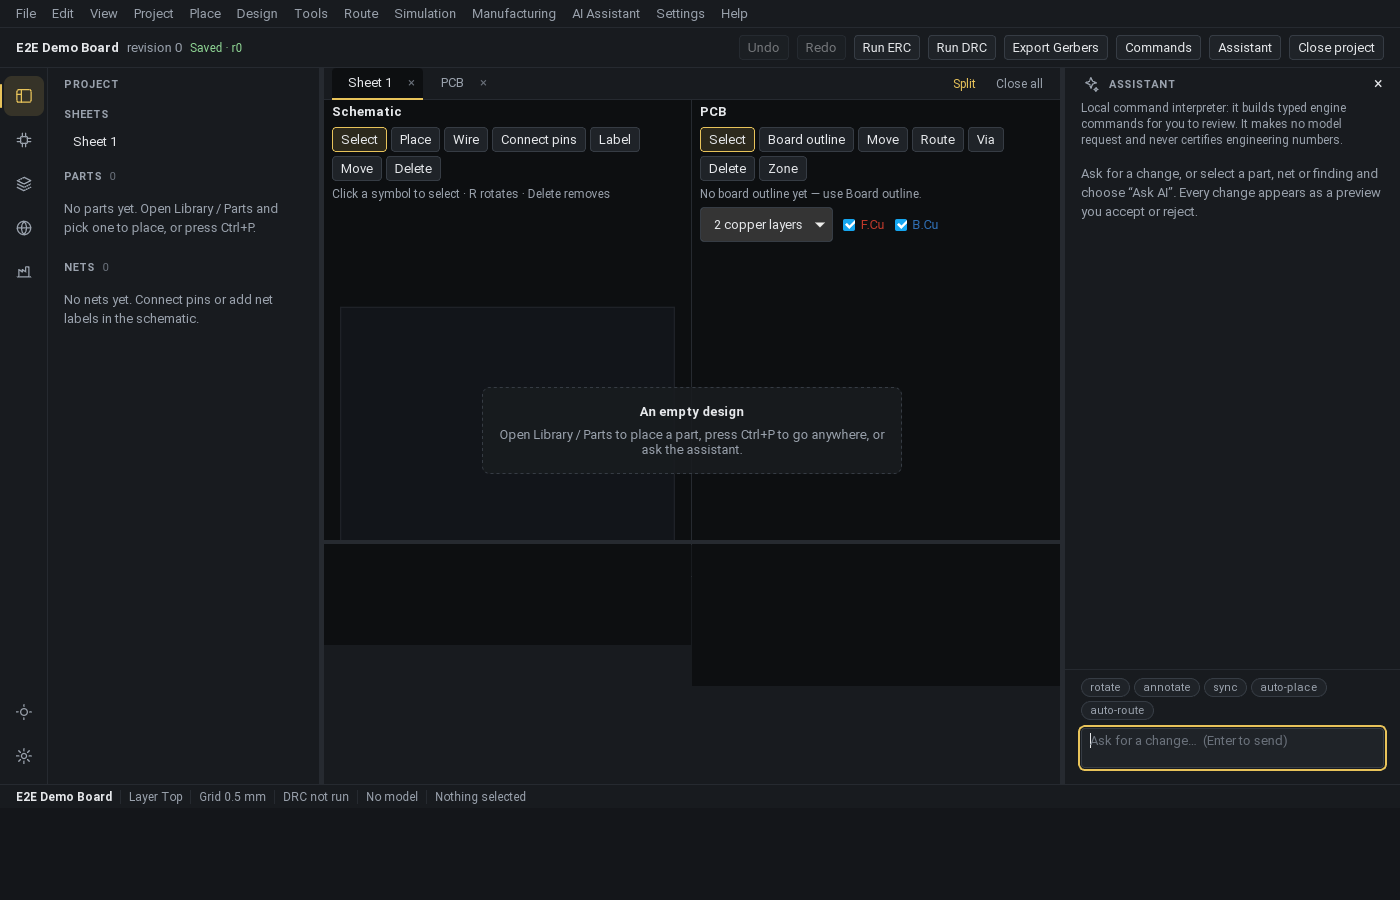 File Edit View Project Place Design Tools Route Simulation Manufacturing AI Assistant Settings Help
E2E Demo Board revision 0 Saved · r0 Undo Redo Run ERC Run DRC Export Gerbers Commands Assistant Close project
PROJECT
SHEETS
Sheet 1
PARTS 0
No parts yet. Open Library / Parts and
pick one to place, or press Ctrl+P.
NETS 0
No nets yet. Connect pins or add net
labels in the schematic.
Sheet 1 × PCB × Split Close all
Schematic
Select Place Wire Connect pins Label
Move Delete
Click a symbol to select · R rotates · Delete removes
PCB
Select Board outline Move Route Via
Delete Zone
No board outline yet — use Board outline.
2 copper layers F.Cu B.Cu
An empty design
Open Library / Parts to place a part, press Ctrl+P to go anywhere, or
ask the assistant.
ASSISTANT ×
Local command interpreter: it builds typed engine
commands for you to review. It makes no model
request and never certifies engineering numbers.
Ask for a change, or select a part, net or finding and
choose “Ask AI”. Every change appears as a preview
you accept or reject.
rotate annotate sync auto-place
auto-route
Ask for a change… (Enter to send)
E2E Demo Board Layer Top Grid 0.5 mm DRC not run No model Nothing selected